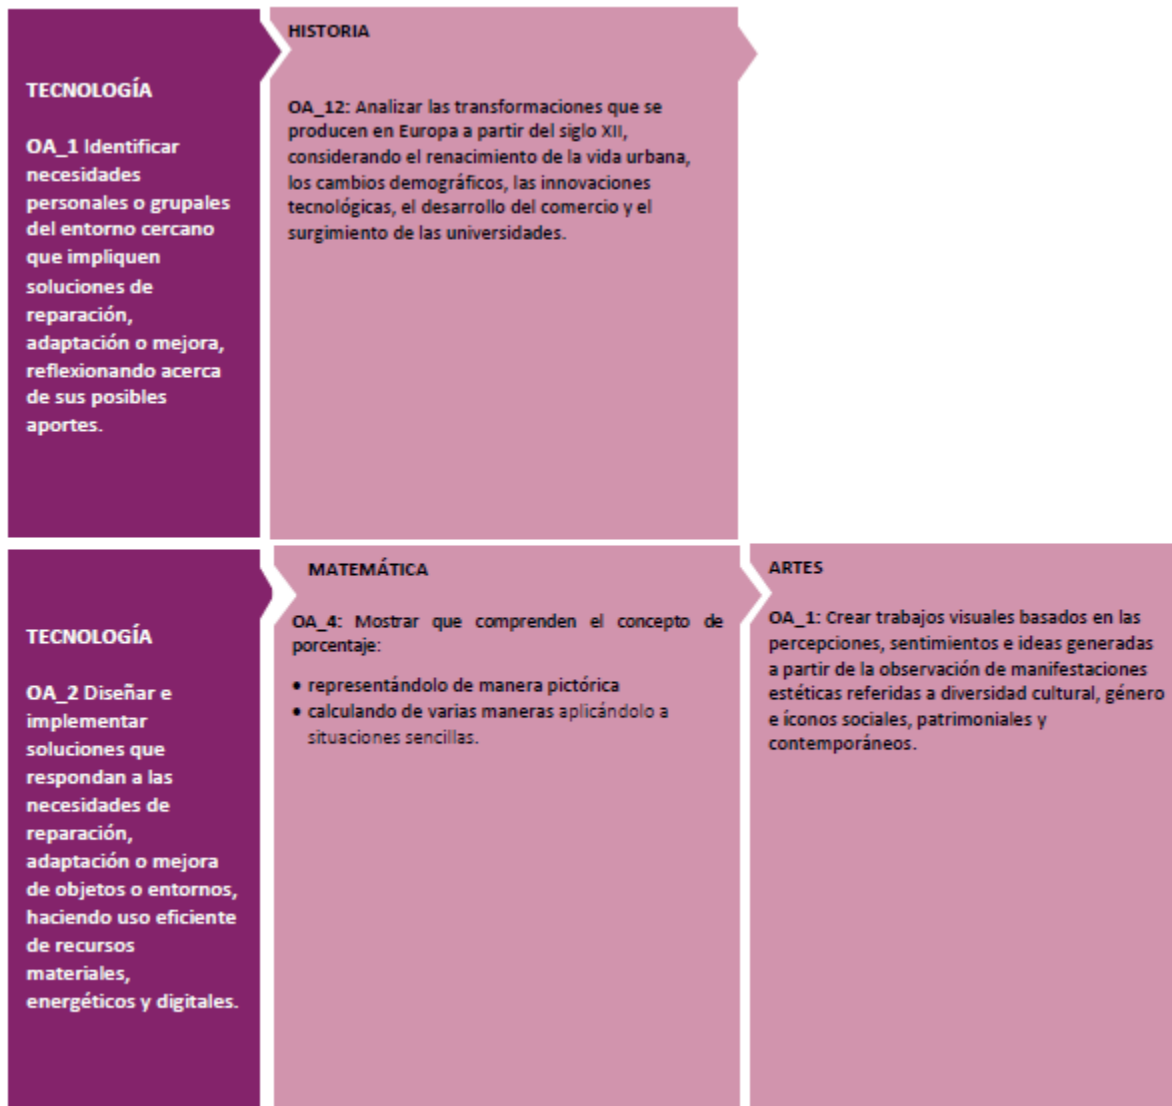 TECNOLOGÍA
OA_1 Identificar
necesidades
personales o grupales
del entorno cercano
que impliquen
soluciones de
reparación,
adaptación o mejora,
reflexionando acerca
de sus posibles
aportes.
HISTORIA
OA_12: Analizar las transformaciones que se
producen en Europa a partir del siglo XII,
considerando el renacimiento de la vida urbana,
los cambios demográficos, las innovaciones
tecnológicas, el desarrollo del comercio y el
surgimiento de las universidades.
TECNOLOGÍA
OA_2 Diseñar e
implementar
soluciones que
respondan a las
necesidades de
reparación,
adaptación o mejora
de objetos o entornos,
haciendo uso eficiente
de recursos
materiales,
energéticos y digitales.
MATEMÁTICA
OA_4: Mostrar que comprenden el concepto de
porcentaje:
• representándolo de manera pictórica
• calculando de varias maneras aplicándolo a
situaciones sencillas.
ARTES
OA_1: Crear trabajos visuales basados en las
percepciones, sentimientos e ideas generadas
a partir de la observación de manifestaciones
estéticas referidas a diversidad cultural, género
e íconos sociales, patrimoniales y
contemporáneos.